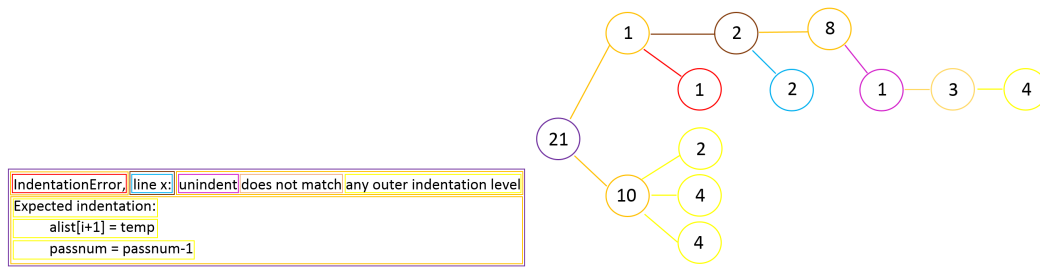 1 2 8
1 2 1 3 4
21
2
10 4
4
IndentationError, line x: unindent does not match any outer indentation level
Expected indentation:
alist[i+1] = temp
passnum = passnum-1